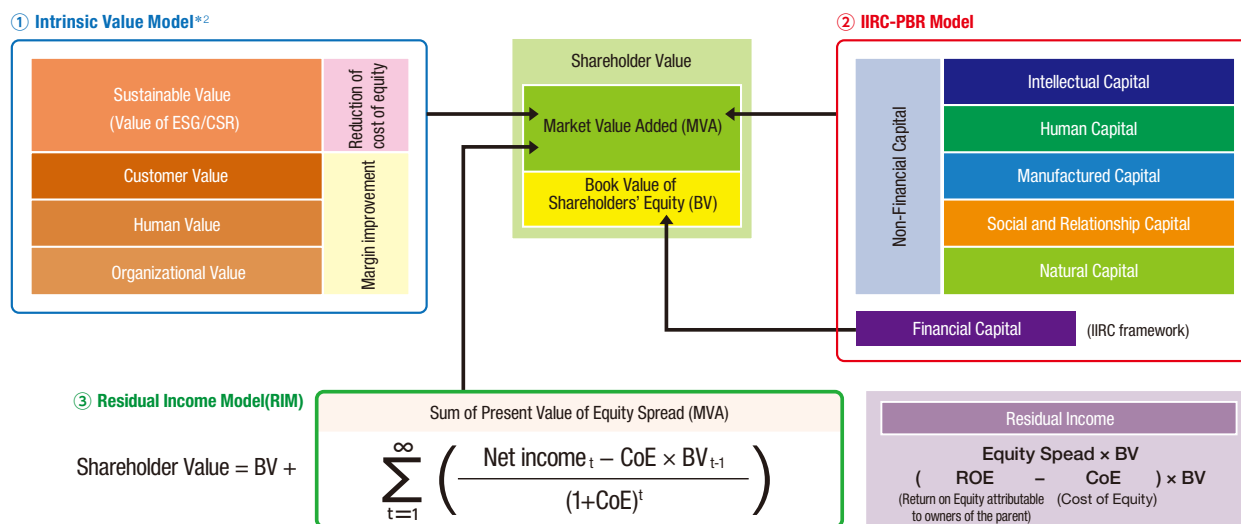 ① Intrinsic Value Model*2
Sustainable Value
(Value of ESG/CSR)
Customer Value
Human Value
Organizational Value
Reduction of
cost of equity
Margin improvement
Shareholder Value
Market Value Added (MVA)
Book Value of
Shareholders' Equity (BV)
② IIRC-PBR Model
Non-Financial Capital
Intellectual Capital
Human Capital
Manufactured Capital
Social and Relationship Capital
Natural Capital
Financial Capital (IIRC framework)
③ Residual Income Model(RIM)
Shareholder Value = BV +
Sum of Present Value of Equity Spread (MVA)
∞
∑ ( Net income t – CoE × BV t-1 )
(1+CoE)t
t=1
Residual Income
Equity Spead × BV
( ROE – CoE ) × BV
(Return on Equity attributable (Cost of Equity)
to owners of the parent)